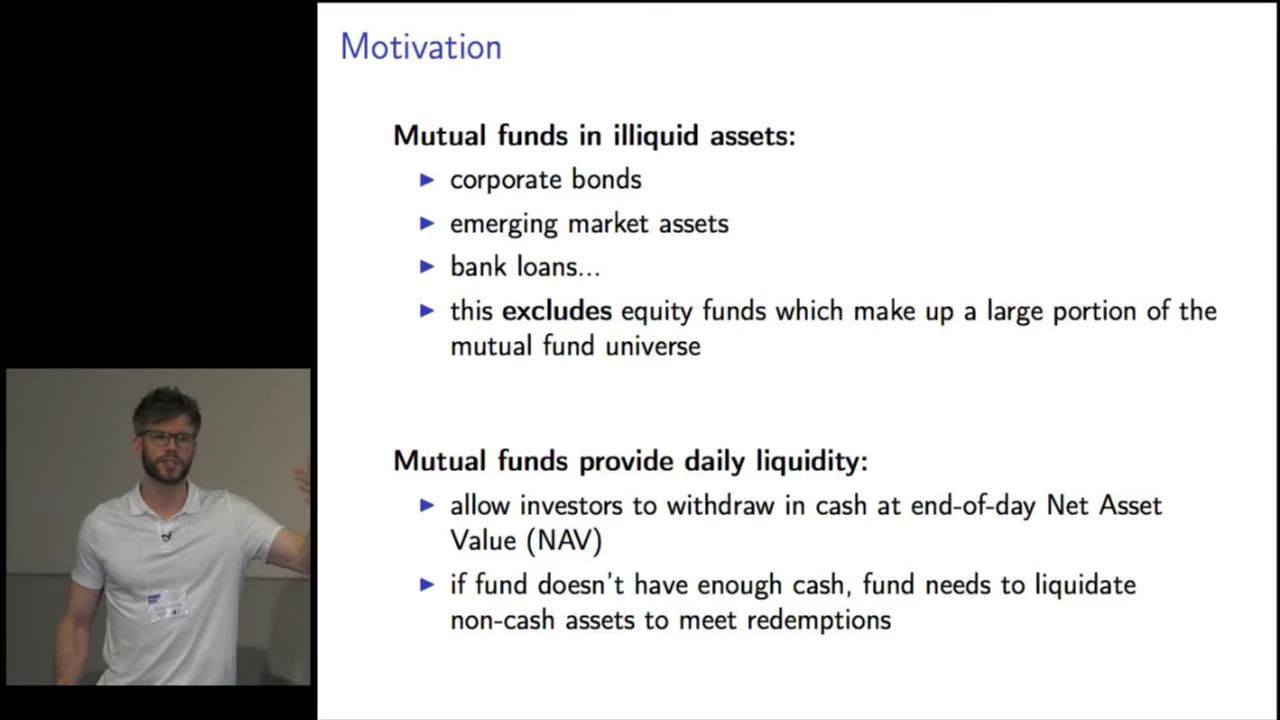 Motivation
Mutual funds in illiquid assets:
corporate bonds
emerging market assets
bank loans...
this excludes equity funds which make up a large portion of the
mutual fund universe
Mutual funds provide daily liquidity:
allow investors to withdraw in cash at end-of-day Net Asset
Value (NAV)
if fund doesn't have enough cash, fund needs to liquidate
non-cash assets to meet redemptions